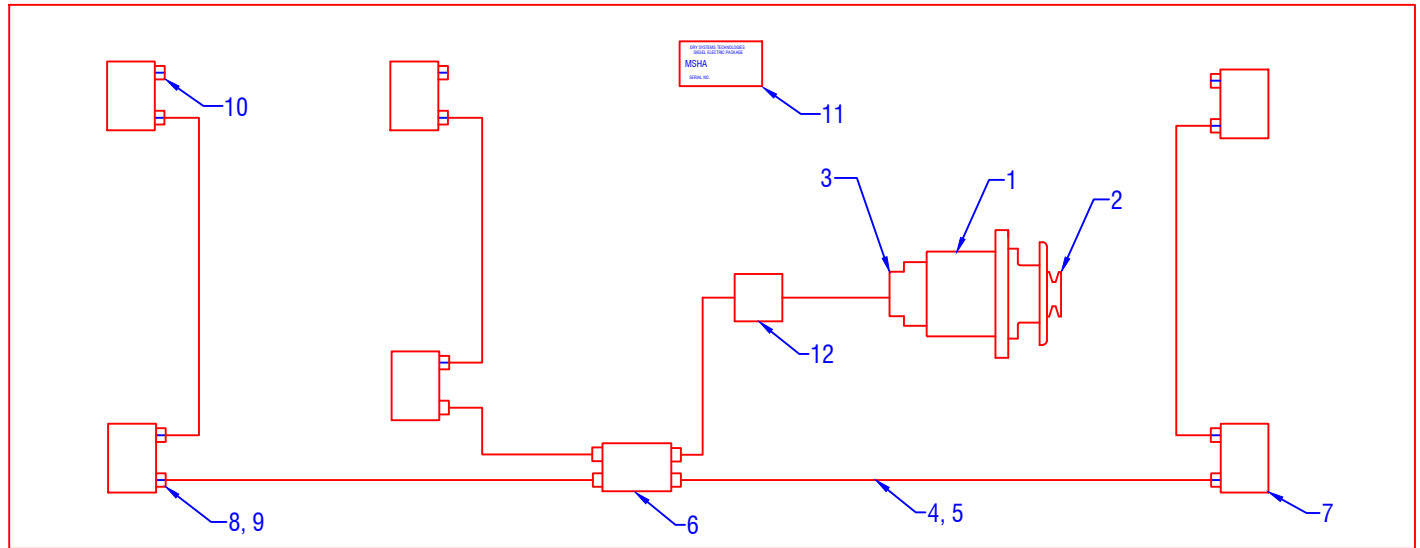 DRY SYSTEMS TECHNOLOGIES
DIESEL ELECTRIC PACKAGE
MSHA
SERIAL NO.
10
11
3
1
2
12
8, 9
6
4, 5
7